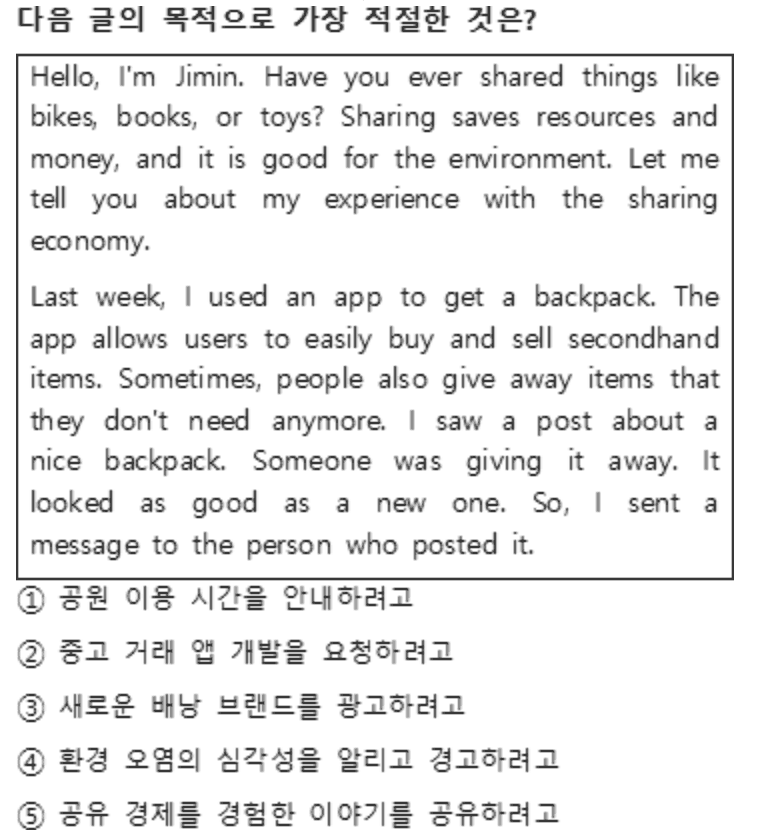 다음 글의 목적으로 가장 적절한 것은?
Hello, I'm Jimin. Have you ever shared things like
bikes, books, or toys? Sharing saves resources and
money, and it is good for the environment. Let me
tell you about my experience with the sharing
economy.
Last week, I used an app to get a backpack. The
app allows users to easily buy and sell secondhand
items. Sometimes, people also give away items that
they don't need anymore. I saw a post about a
nice backpack. Someone was giving it away. It
looked as good as a new one. So, I sent a
message to the person who posted it.
① 공원 이용 시간을 안내하려고
② 중고 거래 앱 개발을 요청하려고
③ 새로운 배낭 브랜드를 광고하려고
④ 환경 오염의 심각성을 알리고 경고하려고
⑤ 공유 경제를 경험한 이야기를 공유하려고